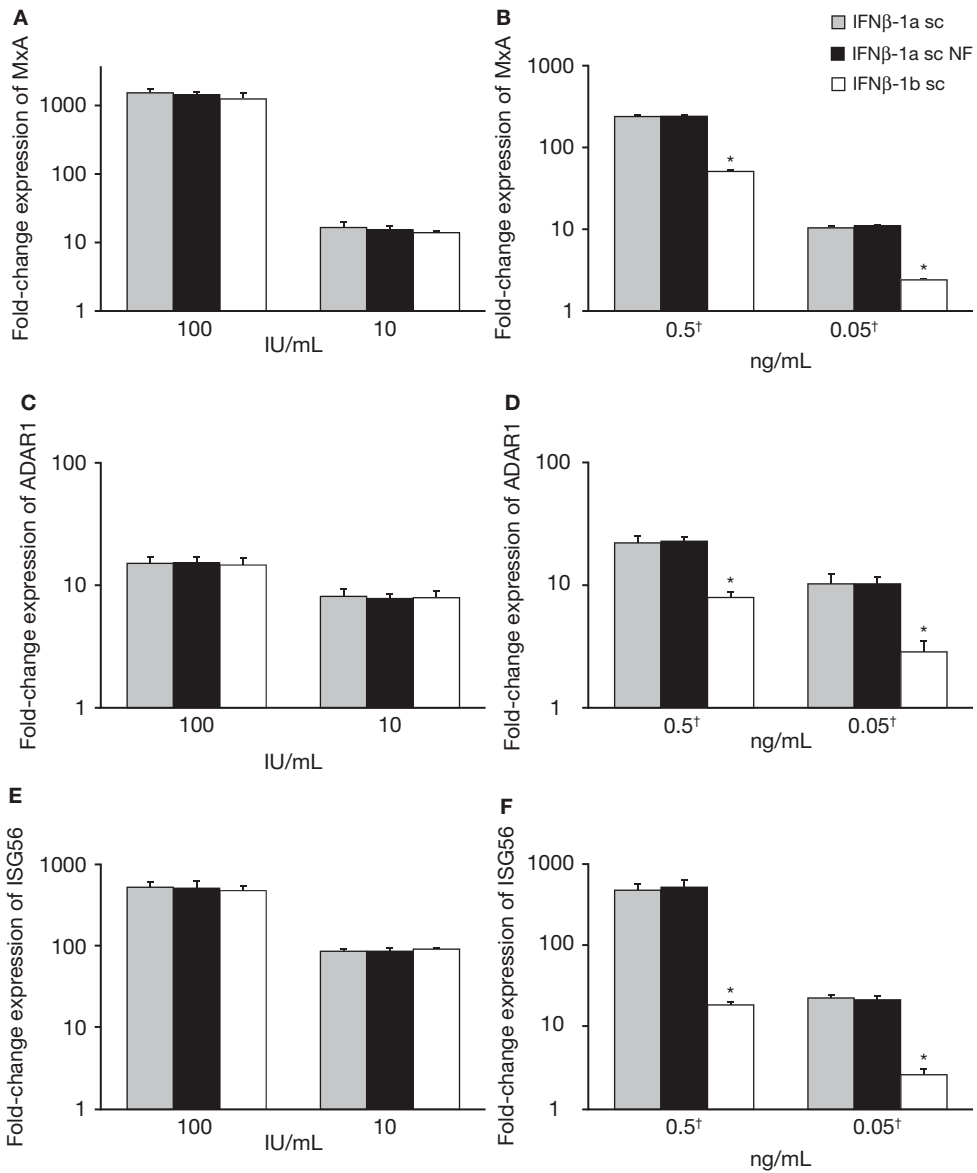 A
Fold-change expression of MxA
1000
100
10
1
100
10
IU/mL
B
Fold-change expression of MxA
1000
100
10
1
*
*
0.5†
0.05†
ng/mL
IFNβ-1a sc
IFNβ-1a sc NF
IFNβ-1b sc
C
Fold-change expression of ADAR1
100
10
1
100
10
IU/mL
D
Fold-change expression of ADAR1
100
10
1
*
*
0.5†
0.05†
ng/mL
E
Fold-change expression of ISG56
1000
100
10
1
100
10
IU/mL
F
Fold-change expression of ISG56
1000
100
10
1
*
*
0.5†
0.05†
ng/mL